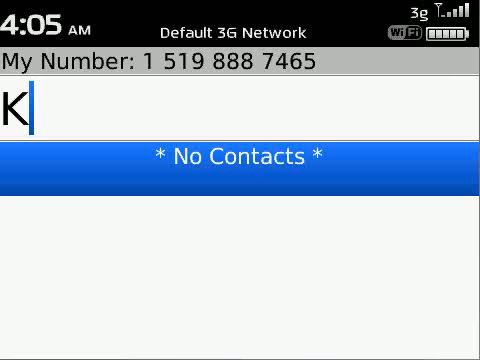 4:05 AM
Default 3G Network
3g
WiFi
My Number: 1 519 888 7465
K
* No Contacts *